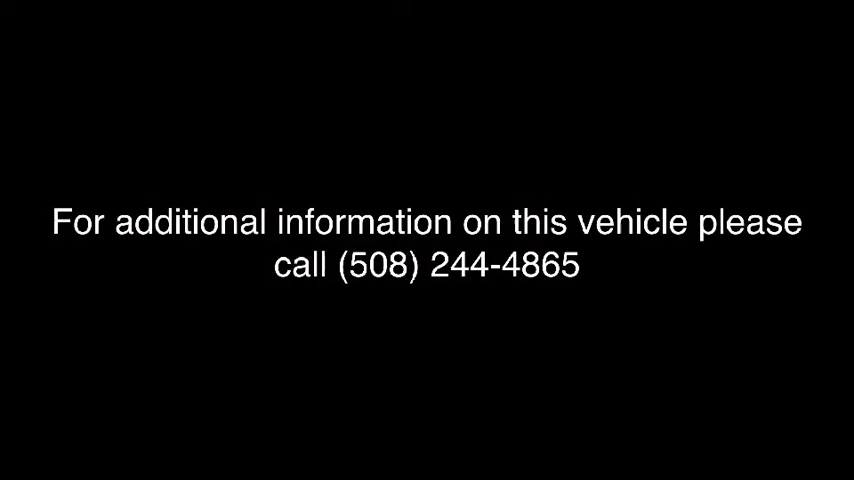 For additional information on this vehicle please
call (508) 244-4865